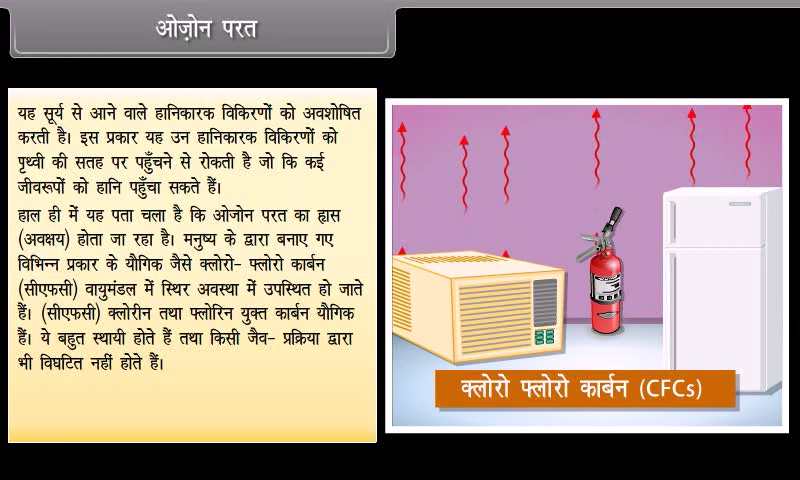 ओज़ोन परत
यह सूर्य से आने वाले हानिकारक विकिरणों को अवशोषित
करती है। इस प्रकार यह उन हानिकारक विकिरणों को
पृथ्वी की सतह पर पहुँचने से रोकती है जो कि कई
जीवरूपों को हानि पहुँचा सकते हैं।
हाल ही में यह पता चला है कि ओजोन परत का ह्रास
(अवक्षय) होता जा रहा है। मनुष्य के द्वारा बनाए गए
विभिन्न प्रकार के यौगिक जैसे क्लोरो- फ्लोरो कार्बन
(सीएफसी) वायुमंडल में स्थिर अवस्था में उपस्थित हो जाते
हैं। (सीएफसी) क्लोरीन तथा फ्लोरिन युक्त कार्बन यौगिक
हैं। ये बहुत स्थायी होते हैं तथा किसी जैव- प्रक्रिया द्वारा
भी विघटित नहीं होते हैं।
क्लोरो फ्लोरो कार्बन (CFCs)